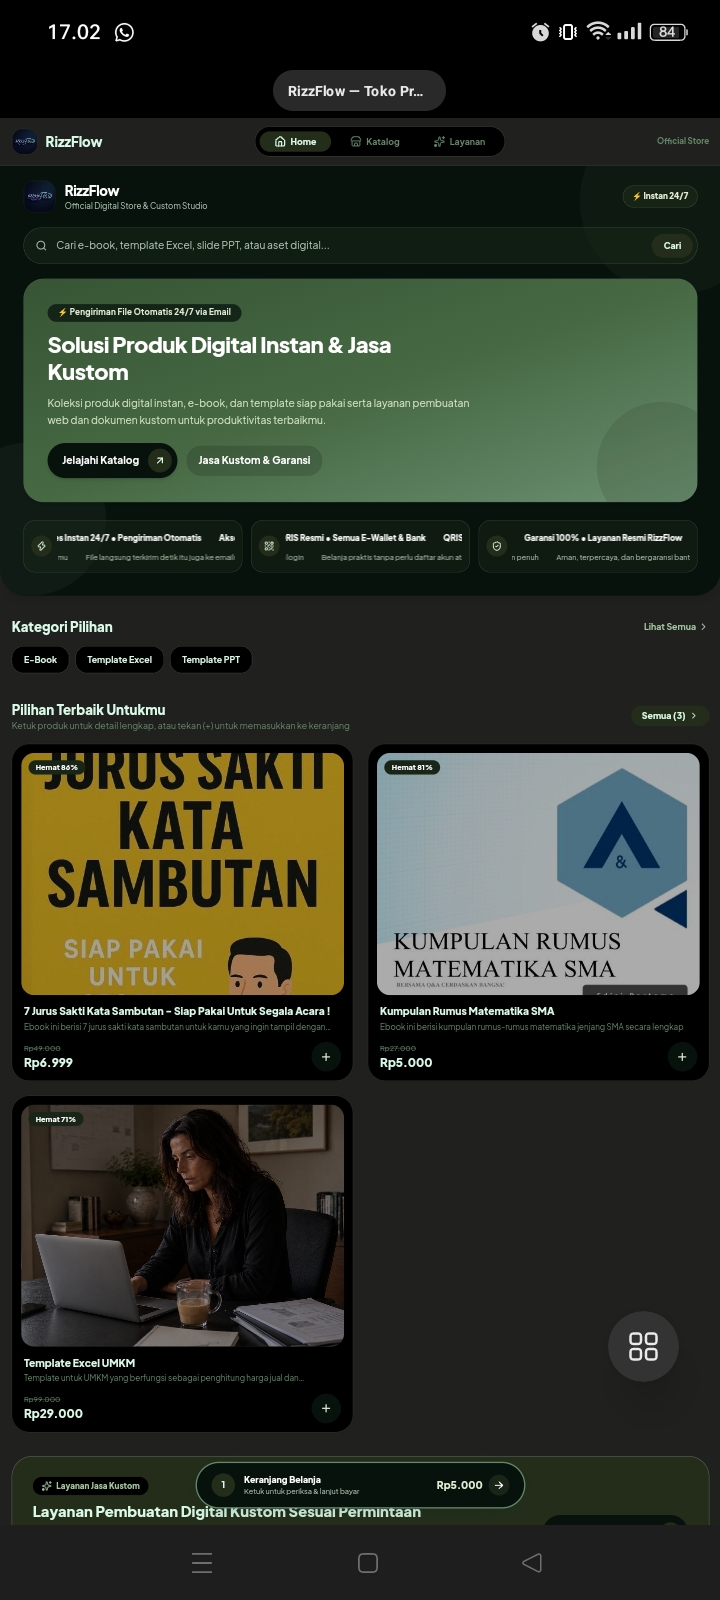 17.02
84
RizzFlow — Toko Pr...
RizzFlow
Home
Katalog
Layanan
Official Store
RizzFlow
Official Digital Store & Custom Studio
⚡ Instan 24/7
Cari e-book, template Excel, slide PPT, atau aset digital...
Cari
⚡ Pengiriman File Otomatis 24/7 via Email
Solusi Produk Digital Instan & Jasa
Kustom
Koleksi produk digital instan, e-book, dan template siap pakai serta layanan pembuatan
web dan dokumen kustom untuk produktivitas terbaikmu.
Jelajahi Katalog
Jasa Kustom & Garansi
Instan 24/7 • Pengiriman Otomatis
File langsung terkirim detik itu juga ke email
RIS Resmi • Semua E-Wallet & Bank QRIS
login Belanja praktis tanpa perlu daftar akun at
Garansi 100% • Layanan Resmi RizzFlow
n penuh Aman, terpercaya, dan bergaransi bant
Kategori Pilihan
Lihat Semua
E-Book
Template Excel
Template PPT
Pilihan Terbaik Untukmu
Semua (3)
Ketuk produk untuk detail lengkap, atau tekan (+) untuk memasukkan ke keranjang
Hemat 86%
JURUS SAKTI
KATA
SAMBUTAN
SIAP PAKAI
UNTUK
7 Jurus Sakti Kata Sambutan - Siap Pakai Untuk Segala Acara !
Ebook ini berisi 7 jurus sakti kata sambutan untuk kamu yang ingin tampil dengan...
Rp49.000
Rp6.999
+
Hemat 81%
&
KUMPULAN RUMUS
MATEMATIKA SMA
BERSAMA Q&A CERDASKAN BANGSA!
Kumpulan Rumus Matematika SMA
Ebook ini berisi kumpulan rumus-rumus matematika jenjang SMA secara lengkap
Rp27.000
Rp5.000
+
Hemat 71%
Template Excel UMKM
Template untuk UMKM yang berfungsi sebagai penghitung harga jual dan...
Rp99.000
Rp29.000
+
Layanan Jasa Kustom
1
Keranjang Belanja
Ketuk untuk periksa & lanjut bayar
Rp5.000
Layanan Pembuatan Digital Kustom Sesuai Permintaan